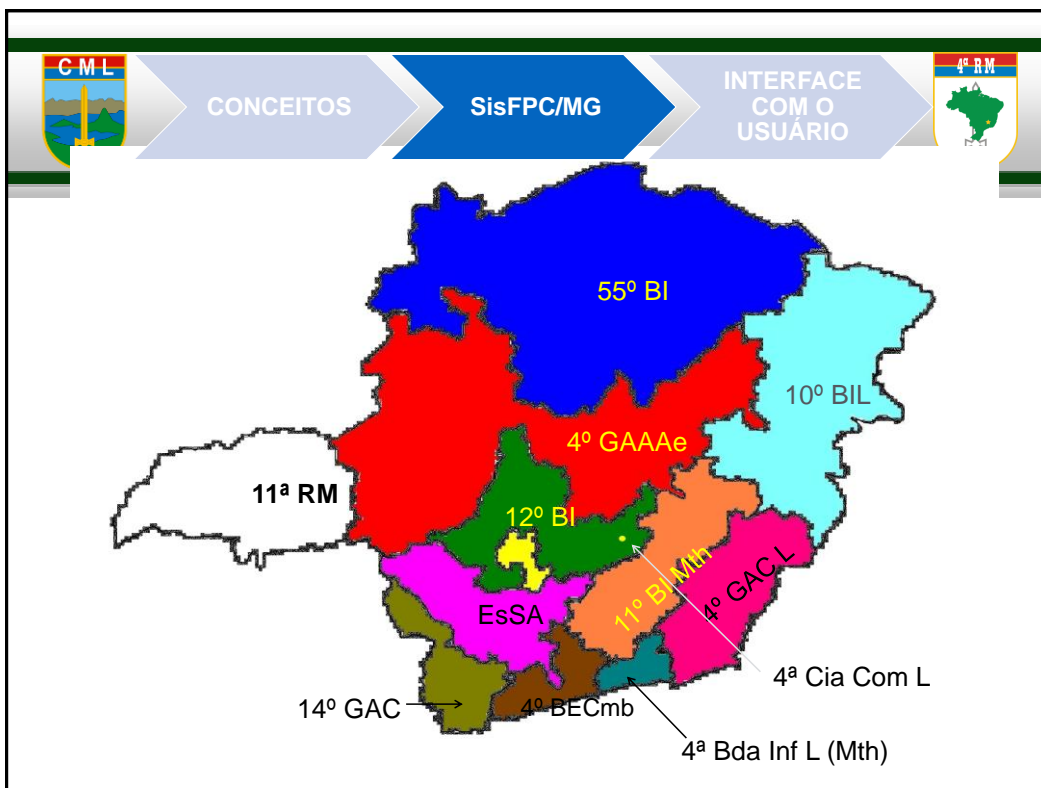 CML
CONCEITOS
SisFPC/MG
INTERFACE
COM O
USUÁRIO
4ª RM
55º BI
10º BIL
4º GAAAe
11ª RM
12º BI
11º BI Mth
4º GAC L
EsSA
4ª Cia Com L
14º GAC
4º BECmb
4ª Bda Inf L (Mth)